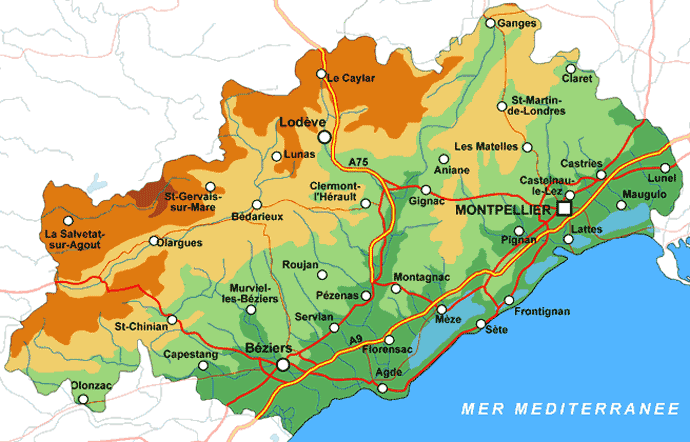 Ganges
Le Caylar
Claret
St-Martin-
de-Londres
Lodève
Les Matelles
Lunas
A75
Aniane
Castries
Lunel
St-Gervais-
sur-Mare
Clermont-
l'Hérault
Gignac
Castelnau-
le-Lez
Maugulo
Bédarieux
MONTPELLIER
La Salvetat-
sur-Agout
Olargues
Pignan
Lattes
Roujan
Montagnac
Murviel-
les-Béziers
Pézenas
Frontignan
Servian
Mèze
St-Chinian
Sète
A9
Florensac
Béziers
Capestang
Agde
Olonzac
MER MEDITERRANEE